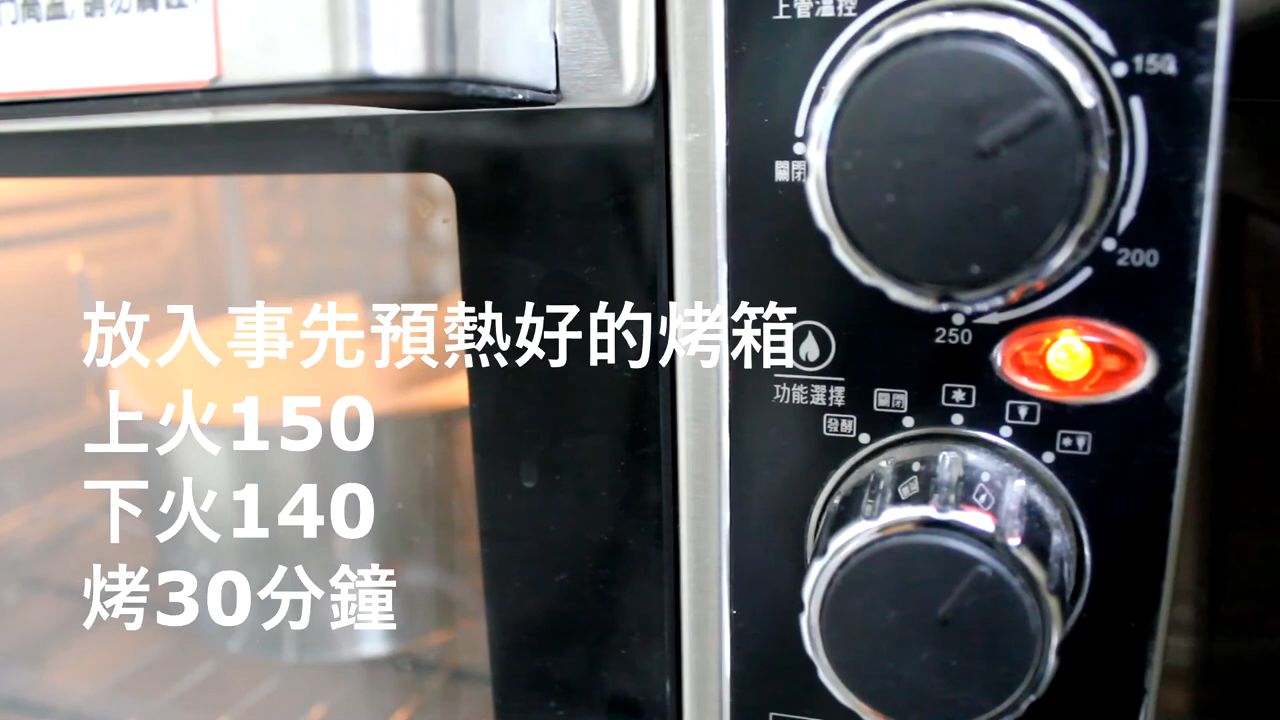 上管溫控
150
關閉
200
250
放入事先預熱好的烤箱
上火150
下火140
烤30分鐘
功能選擇
關閉
發酵